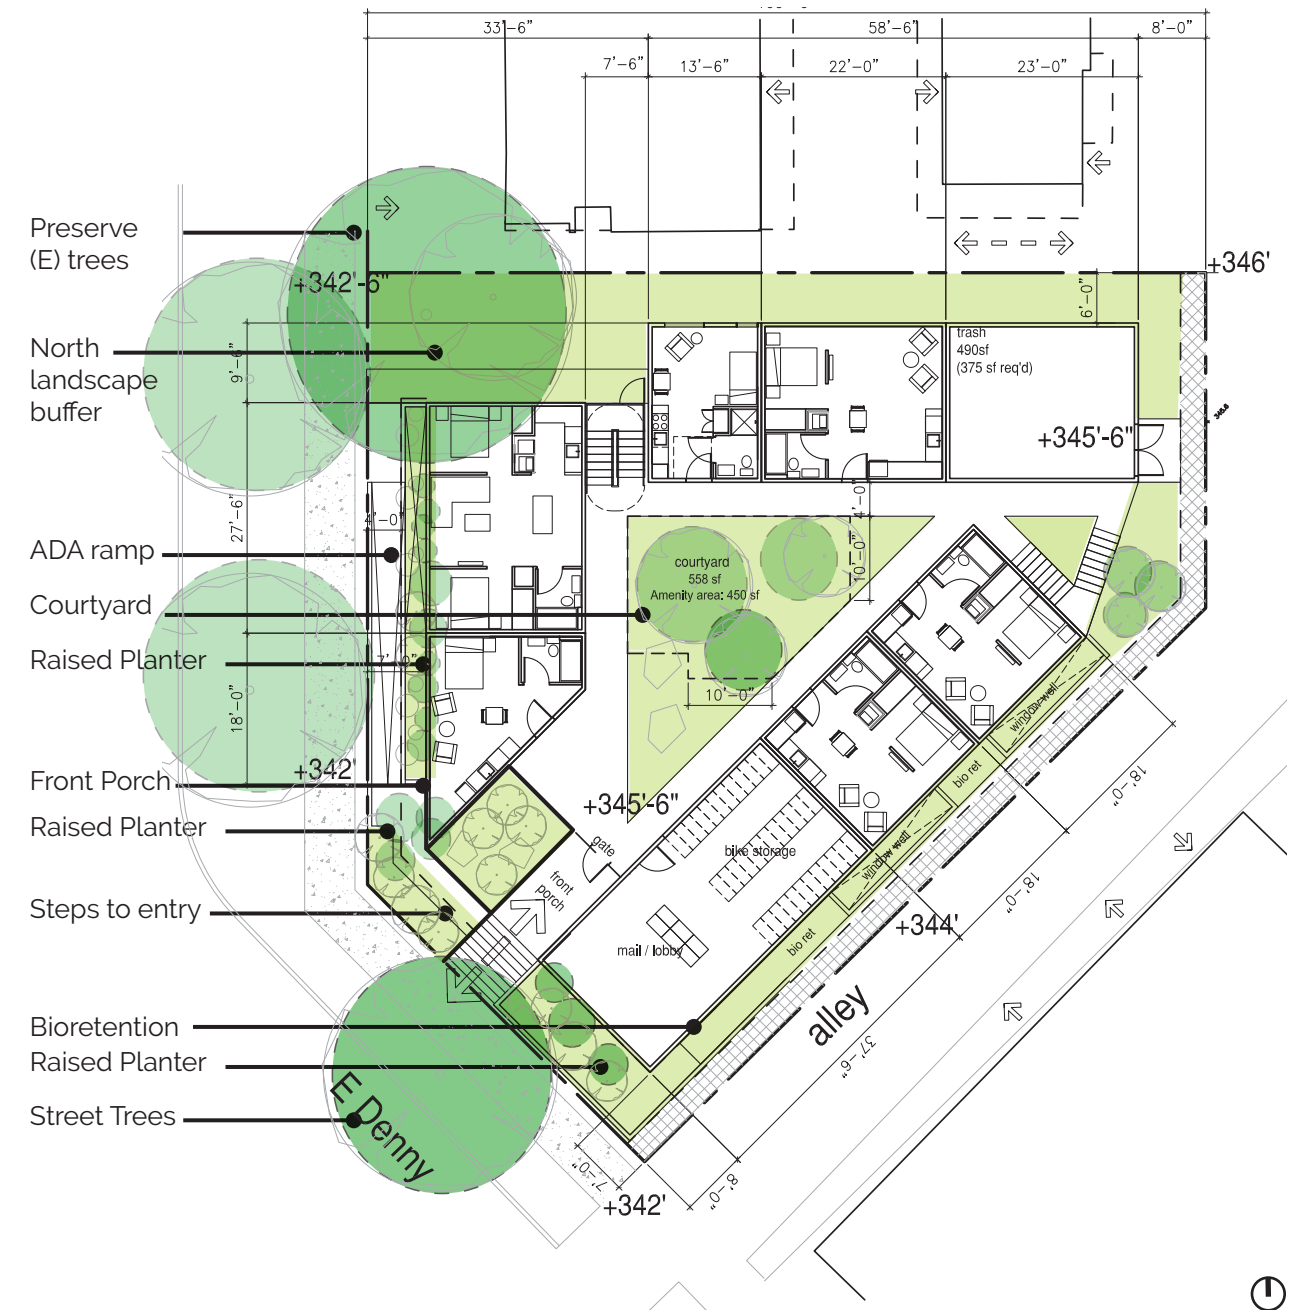 33'-6"
58'-6"
8'-0"
7'-6"
13'-6"
22'-0"
23'-0"
Preserve
(E) trees
+342'-6"
+346'
6'-0"
North
landscape
buffer
9'-6"
trash
490sf
(375 sf req'd)
+345'-6"
345.5
27'-6"
4'-0"
4'-0"
ADA ramp
courtyard
558 sf
Amenity area: 450 sf
10'-0"
Courtyard
Raised Planter
7'-0"
10'-0"
18'-0"
window well
bio ret
18'-0"
Front Porch
+342'
+345'-6"
Raised Planter
gate
bike storage
window well
18'-0"
front
porch
Steps to entry
+344'
mail / lobby
bio ret
alley
37'-6"
Bioretention
Raised Planter
Street Trees
E Denny
7'-0"
8'-0"
+342'